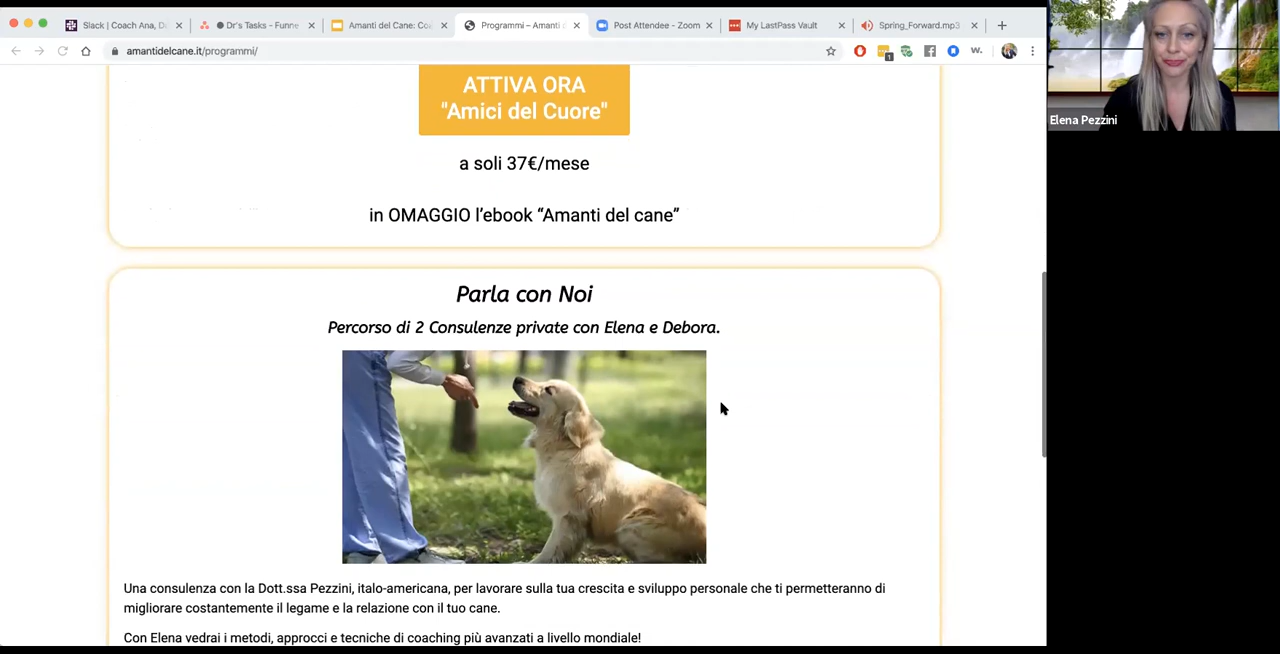 Slack | Coach Ana, D
Dr's Tasks - Funne
Amanti del Cane: Co
Programmi – Amanti d
Post Attendee - Zoom
My LastPass Vault
Spring_Forward.mp3
amantidelcane.it/programmi/
1
w.
Elena Pezzini
ATTIVA ORA
"Amici del Cuore"
a soli 37€/mese
in OMAGGIO l'ebook “Amanti del cane”
Parla con Noi
Percorso di 2 Consulenze private con Elena e Debora.
Una consulenza con la Dott.ssa Pezzini, italo-americana, per lavorare sulla tua crescita e sviluppo personale che ti permetteranno di
migliorare costantemente il legame e la relazione con il tuo cane.
Con Elena vedrai i metodi, approcci e tecniche di coaching più avanzati a livello mondiale!